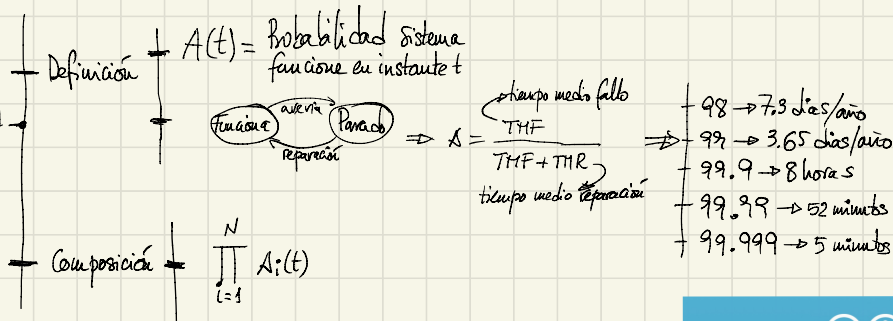 Definición
A(t) = Probabilidad sistema
funcione en instante t
Funciona
avería
Parado
reparación
⇒ A = TMF / TMF + TMR
tiempo medio fallo
tiempo medio reparación
⇒
98 → 7.3 días/año
99 → 3.65 días/año
99.9 → 8 horas
99.99 → 52 minutos
99.999 → 5 minutos
Composición
N
∏ Ai(t)
i=1